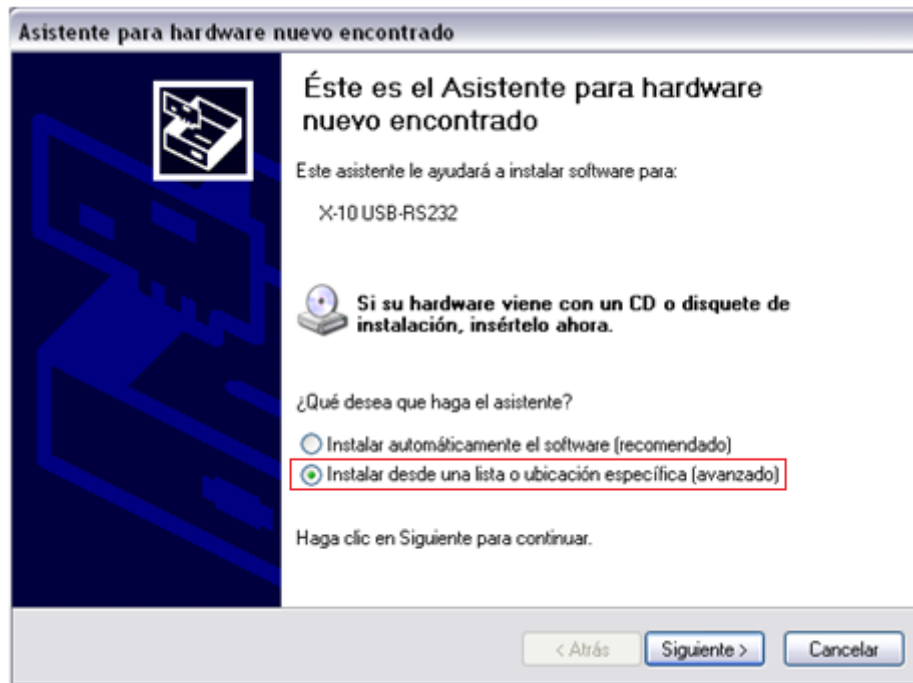 Asistente para hardware nuevo encontrado
Éste es el Asistente para hardware
nuevo encontrado
Este asistente le ayudará a instalar software para:
X-10 USB-RS232
Si su hardware viene con un CD o disquete de
instalación, insértelo ahora.
¿Qué desea que haga el asistente?
Instalar automáticamente el software (recomendado)
Instalar desde una lista o ubicación específica (avanzado)
Haga clic en Siguiente para continuar.
< Atrás
Siguiente >
Cancelar